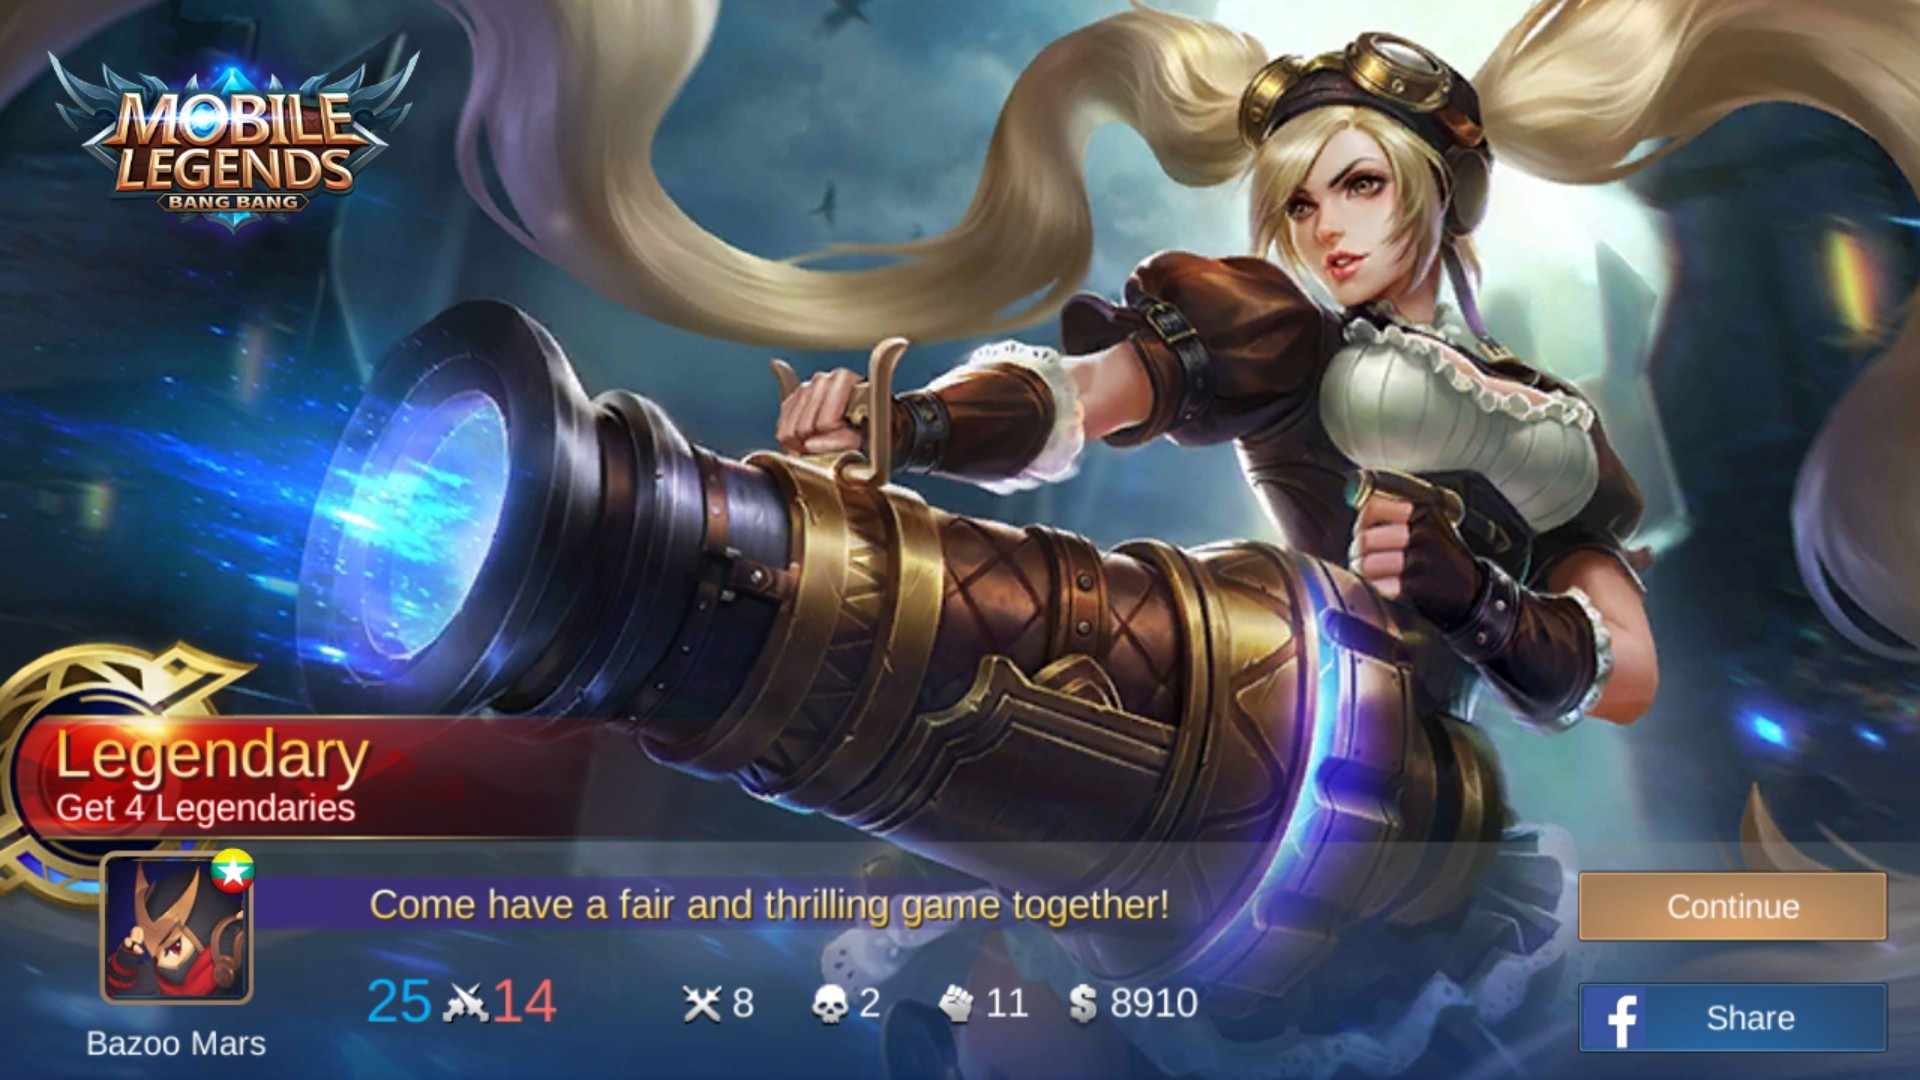 MOBILE
LEGENDS
BANG BANG
Legendary
Get 4 Legendaries
Come have a fair and thrilling game together!
Continue
25 14 8 2 11 $ 8910
f Share
Bazoo Mars